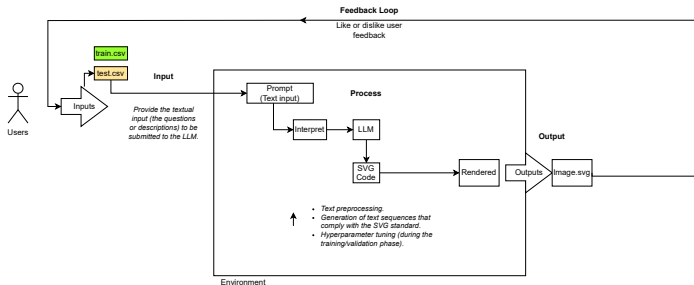 Feedback Loop
Like or dislike user
feedback
train.csv
test.csv
Input
Inputs
Users
Provide the textual
input (the questions
or descriptions) to be
submitted to the LLM.
Prompt
(Text input)
Process
Interpret
LLM
SVG
Code
Rendered
Output
Outputs
Image.svg
• Text preprocessing.
• Generation of text sequences that
comply with the SVG standard.
• Hyperparameter tuning (during the
training/validation phase).
Environment